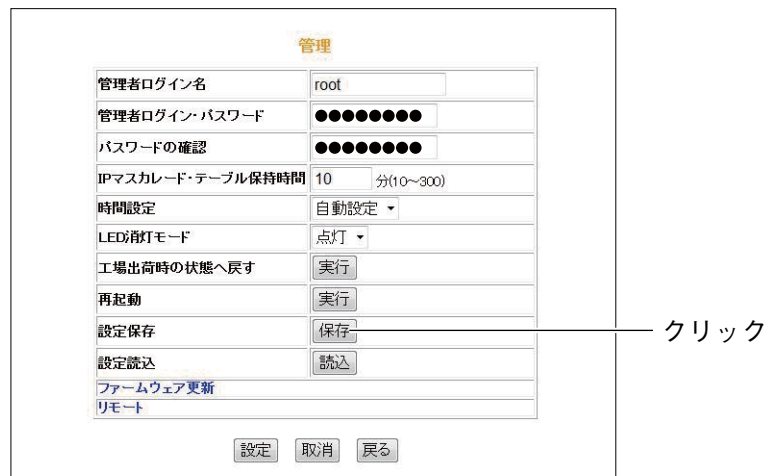 管理
管理者ログイン名 root
管理者ログイン・パスワード ●●●●●●●●
パスワードの確認 ●●●●●●●●
IPマスカレード・テーブル保持時間 10 分(10～300)
時間設定 自動設定
LED消灯モード 点灯
工場出荷時の状態へ戻す 実行
再起動 実行
設定保存 保存 クリック
設定読込 読込
ファームウェア更新
リモート
設定 取消 戻る